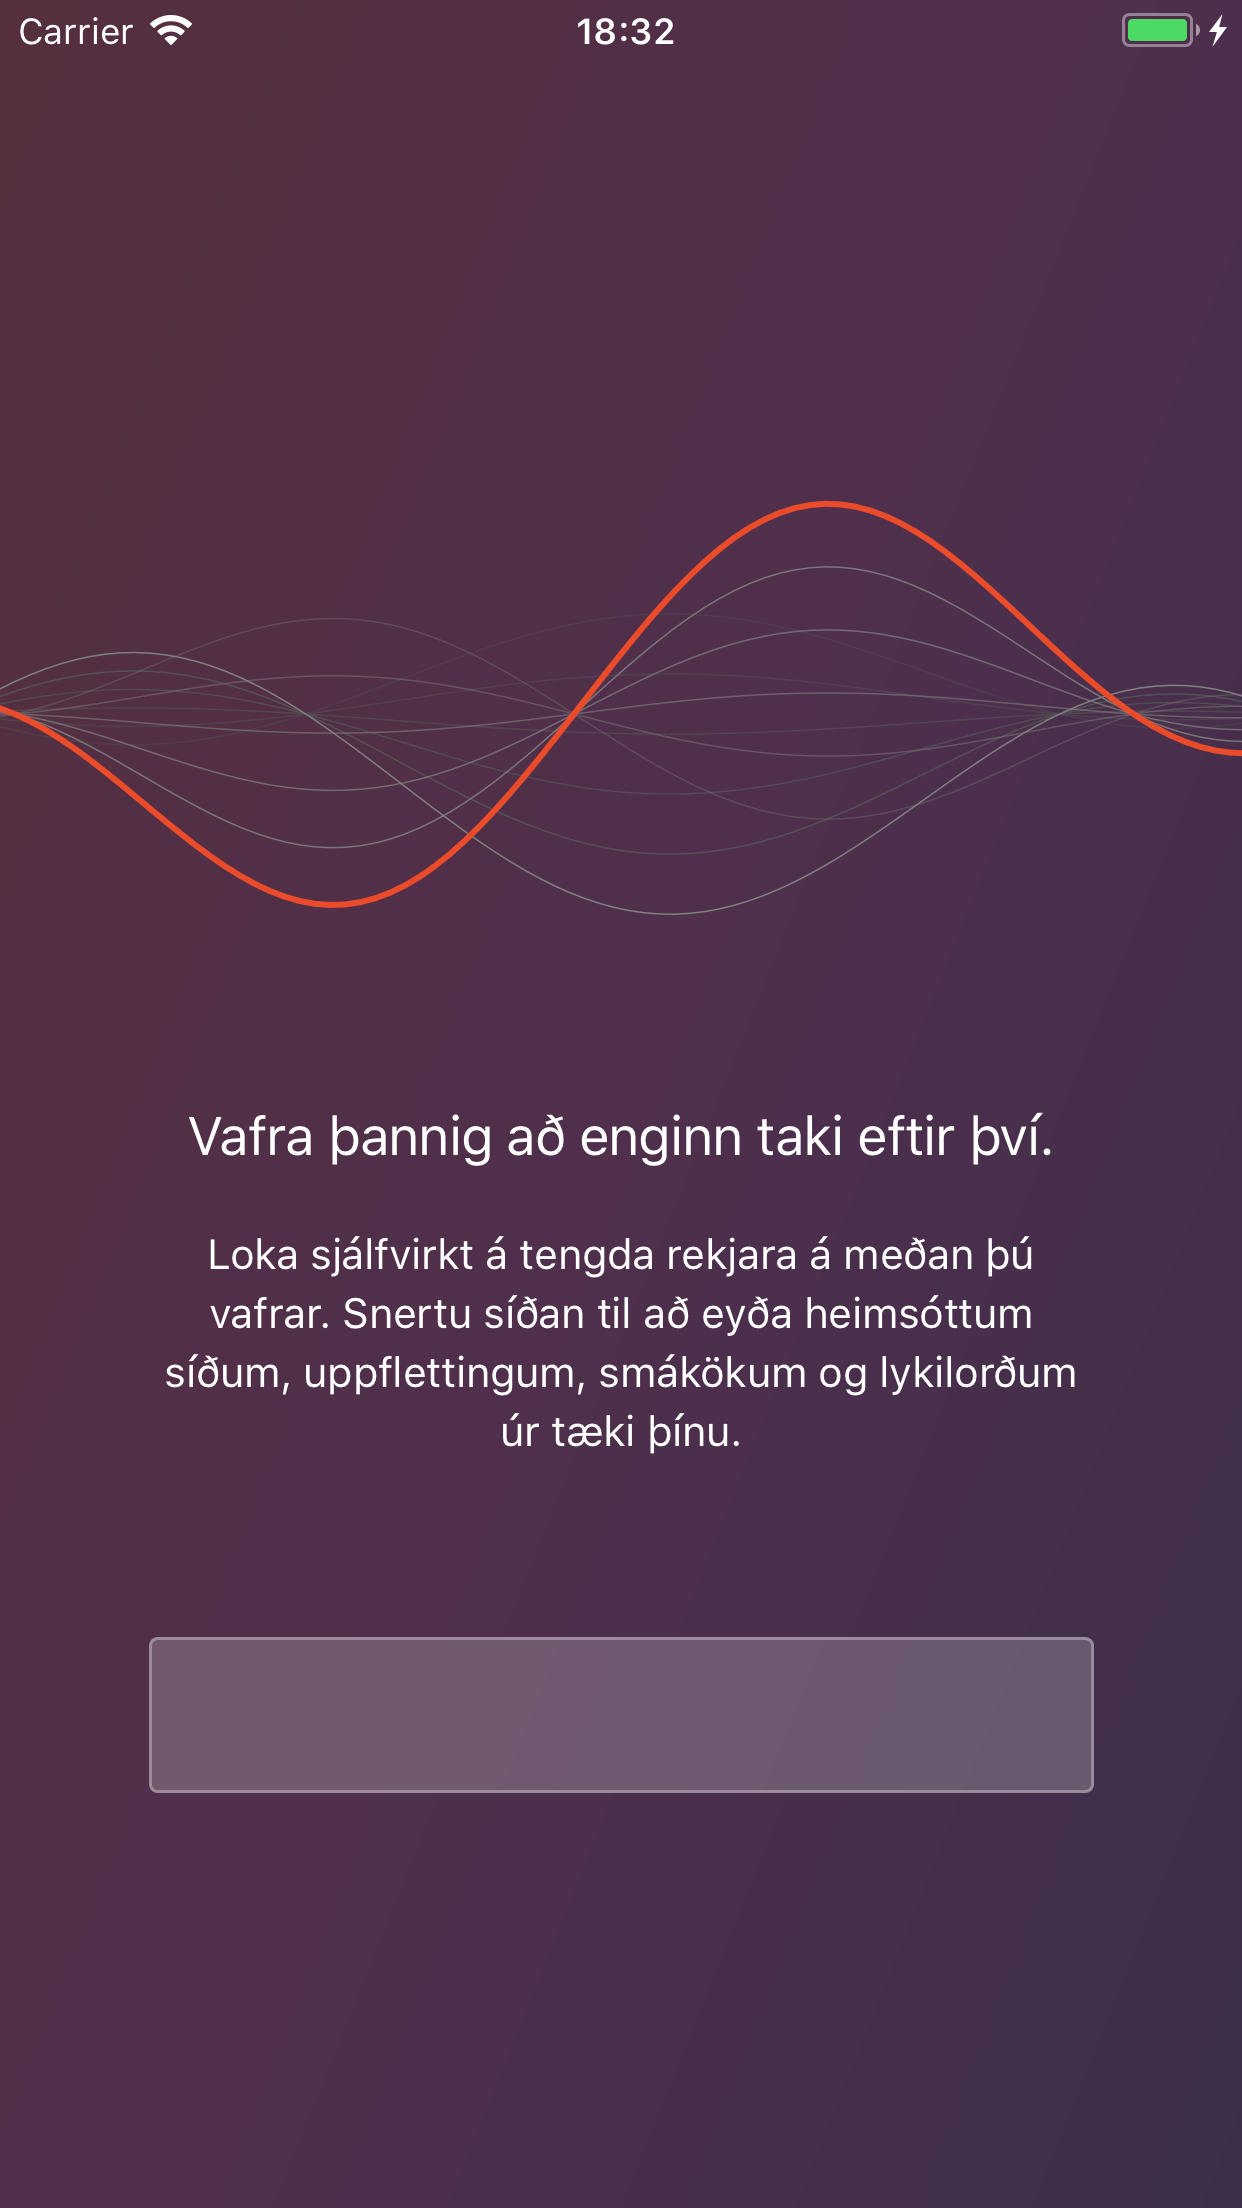 Carrier 18:32
Vafra þannig að enginn taki eftir því.
Loka sjálfvirkt á tengda rekjara á meðan þú
vafrar. Snertu síðan til að eyða heimsóttum
síðum, uppflettingum, smákökum og lykilorðum
úr tæki þínu.